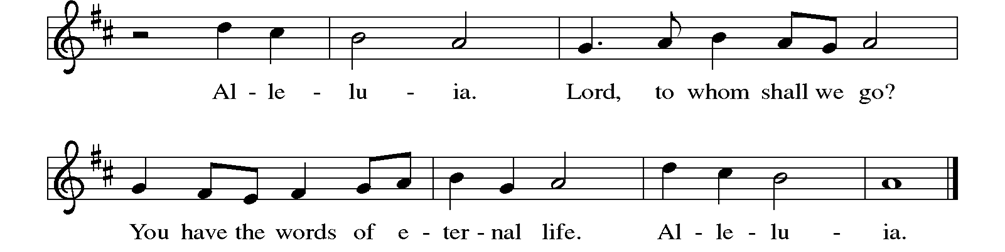 Al - le - lu - ia. Lord, to whom shall we go?
You have the words of e - ter - nal life. Al - le - lu - ia.